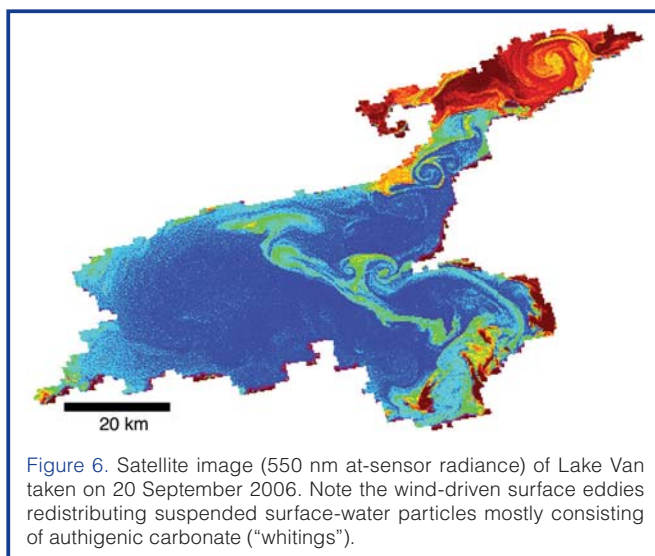 20 km
Figure 6. Satellite image (550 nm at-sensor radiance) of Lake Van
taken on 20 September 2006. Note the wind-driven surface eddies
redistributing suspended surface-water particles mostly consisting
of authigenic carbonate (“whitings”).